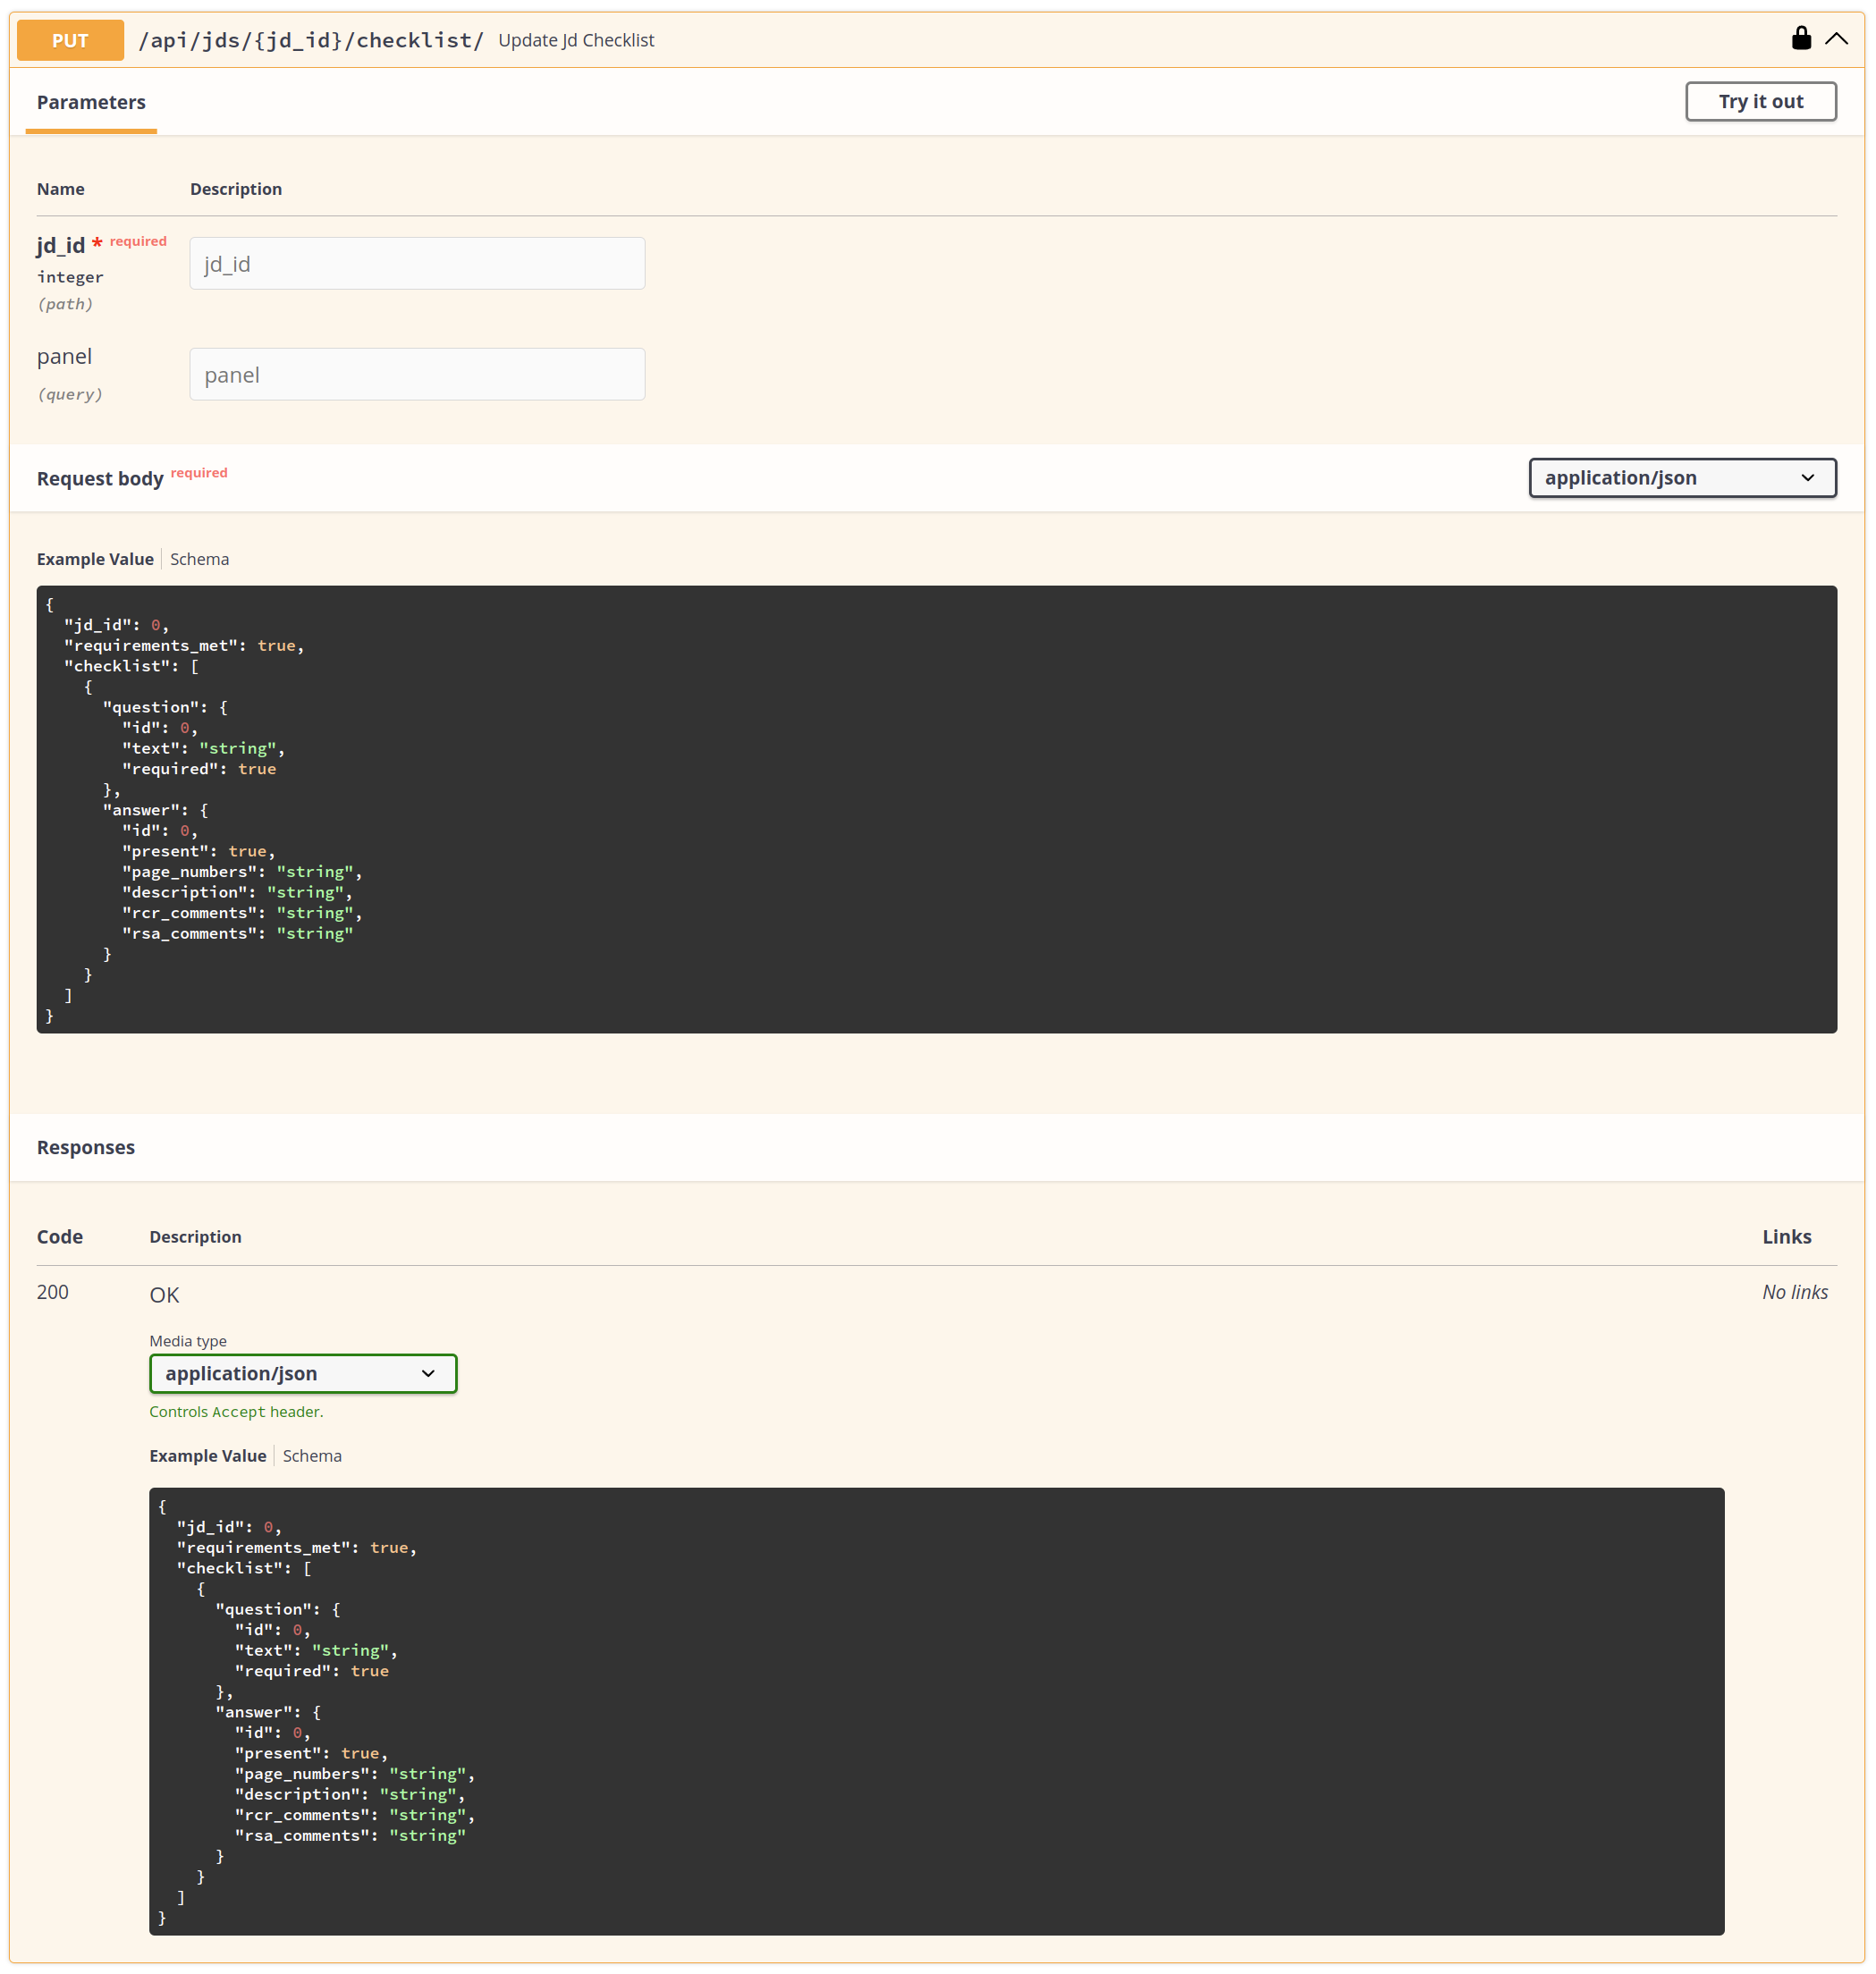 PUT /api/jds/{jd_id}/checklist/ Update Jd Checklist
Parameters
Try it out
Name Description
jd_id * required
integer
(path)
jd_id
panel
(query)
panel
Request body required
application/json
Example Value Schema
{
  "jd_id": 0,
  "requirements_met": true,
  "checklist": [
    {
      "question": {
        "id": 0,
        "text": "string",
        "required": true
      },
      "answer": {
        "id": 0,
        "present": true,
        "page_numbers": "string",
        "description": "string",
        "rcr_comments": "string",
        "rsa_comments": "string"
      }
    }
  ]
}
Responses
Code Description Links
200 OK No links
Media type
application/json
Controls Accept header.
Example Value Schema
{
  "jd_id": 0,
  "requirements_met": true,
  "checklist": [
    {
      "question": {
        "id": 0,
        "text": "string",
        "required": true
      },
      "answer": {
        "id": 0,
        "present": true,
        "page_numbers": "string",
        "description": "string",
        "rcr_comments": "string",
        "rsa_comments": "string"
      }
    }
  ]
}